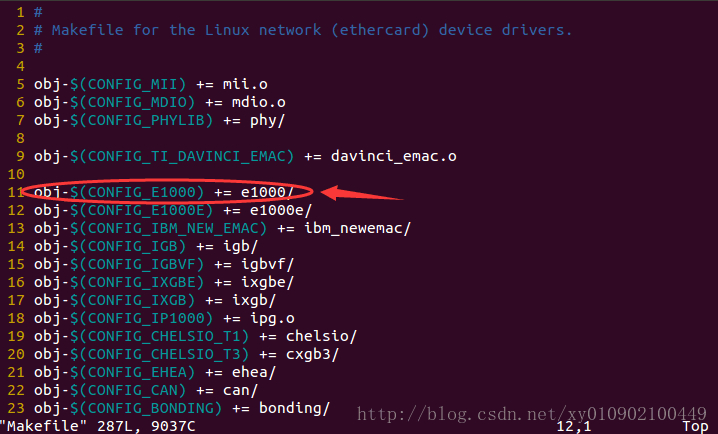 1 #
2 # Makefile for the Linux network (ethercard) device drivers.
3 #
4
5 obj-$(CONFIG_MII) += mii.o
6 obj-$(CONFIG_MDIO) += mdio.o
7 obj-$(CONFIG_PHYLIB) += phy/
8
9 obj-$(CONFIG_TI_DAVINCI_EMAC) += davinci_emac.o
10
11 obj-$(CONFIG_E1000) += e1000/
12 obj-$(CONFIG_E1000E) += e1000e/
13 obj-$(CONFIG_IBM_NEW_EMAC) += ibm_newemac/
14 obj-$(CONFIG_IGB) += igb/
15 obj-$(CONFIG_IGBVF) += igbvf/
16 obj-$(CONFIG_IXGBE) += ixgbe/
17 obj-$(CONFIG_IXGB) += ixgb/
18 obj-$(CONFIG_IP1000) += ipg.o
19 obj-$(CONFIG_CHELSIO_T1) += chelsio/
20 obj-$(CONFIG_CHELSIO_T3) += cxgb3/
21 obj-$(CONFIG_EHEA) += ehea/
22 obj-$(CONFIG_CAN) += can/
23 obj-$(CONFIG_BONDING) += bonding/
http://blog.csdn.net/xy010902100449
"Makefile" 287L, 9037C 12,1 Top